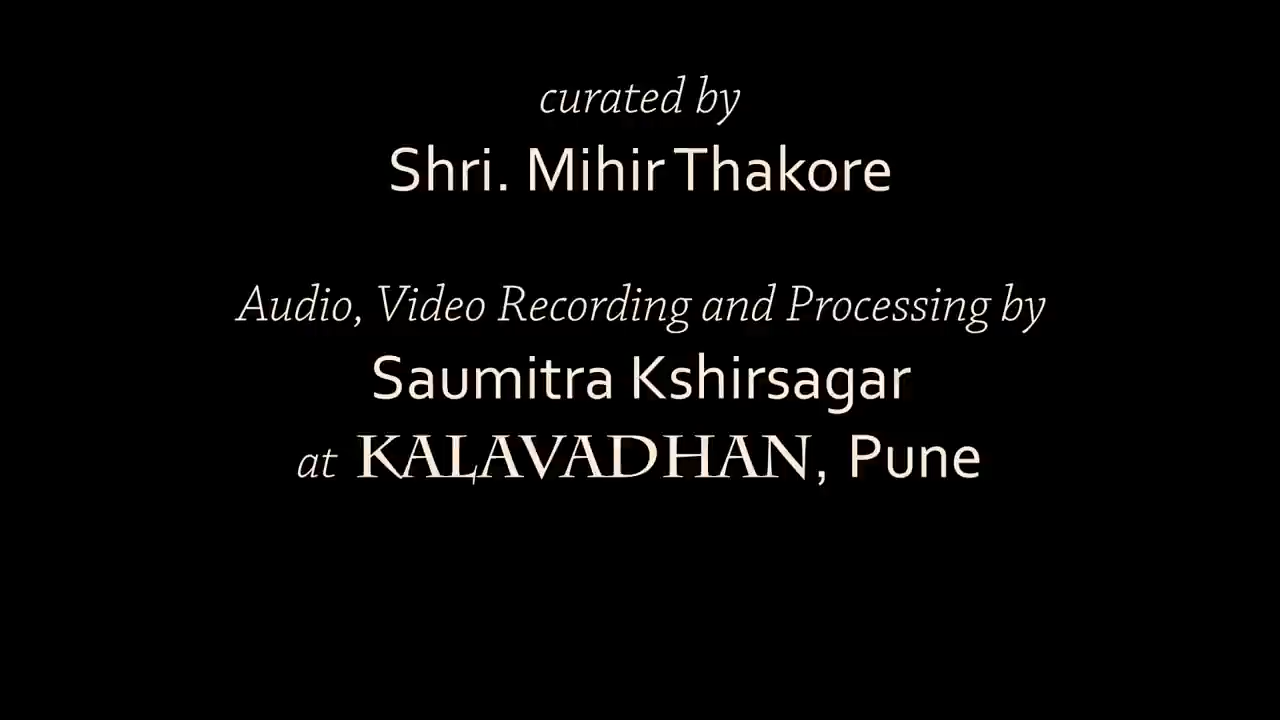 curated by
Shri. Mihir Thakore
Audio, Video Recording and Processing by
Saumitra Kshirsagar
at KALAVADHAN, Pune